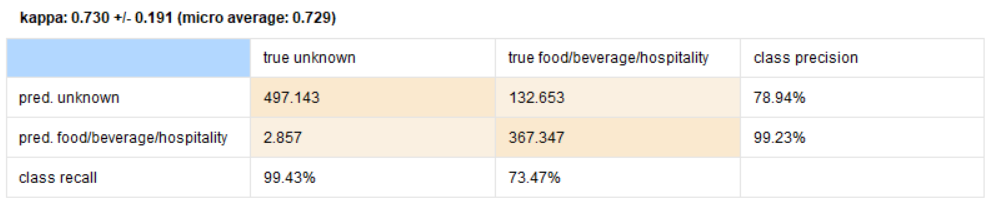 kappa: 0.730 +/- 0.191 (micro average: 0.729)
true unknown true food/beverage/hospitality class precision
pred. unknown 497.143 132.653 78.94%
pred. food/beverage/hospitality 2.857 367.347 99.23%
class recall 99.43% 73.47%